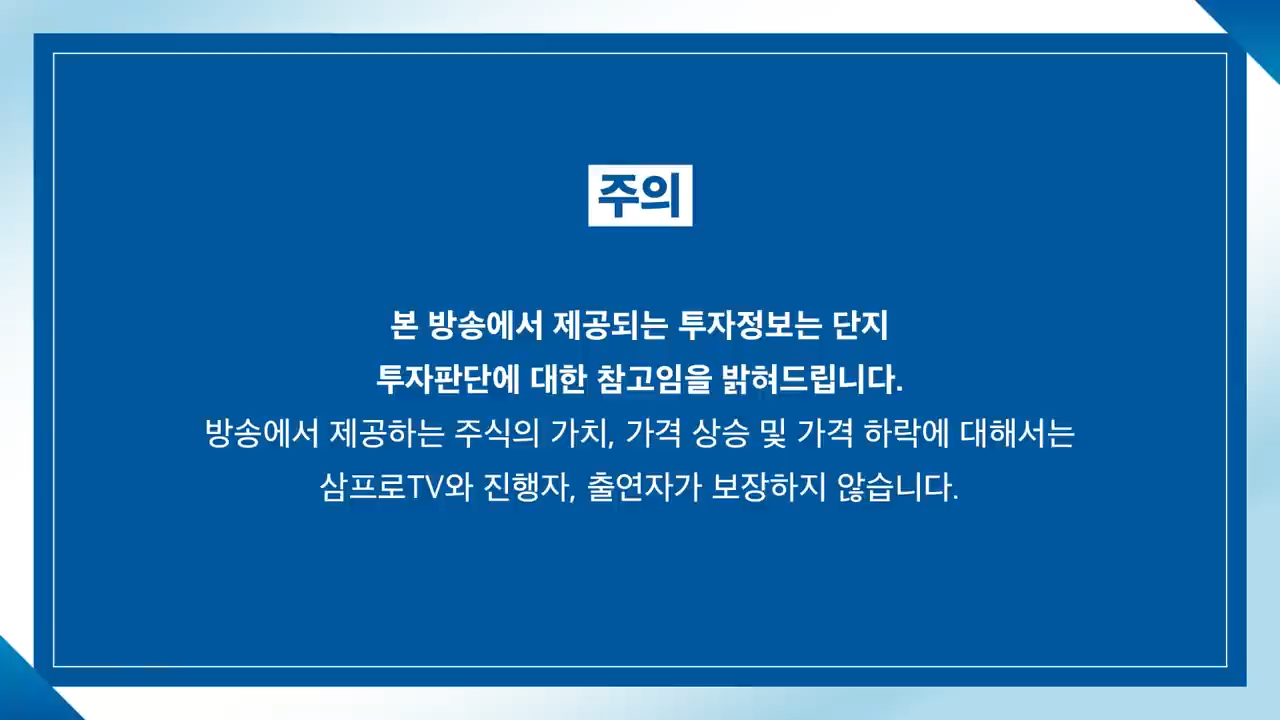 주의
본 방송에서 제공되는 투자정보는 단지
투자판단에 대한 참고임을 밝혀드립니다.
방송에서 제공하는 주식의 가치, 가격 상승 및 가격 하락에 대해서는
삼프로TV와 진행자, 출연자가 보장하지 않습니다.